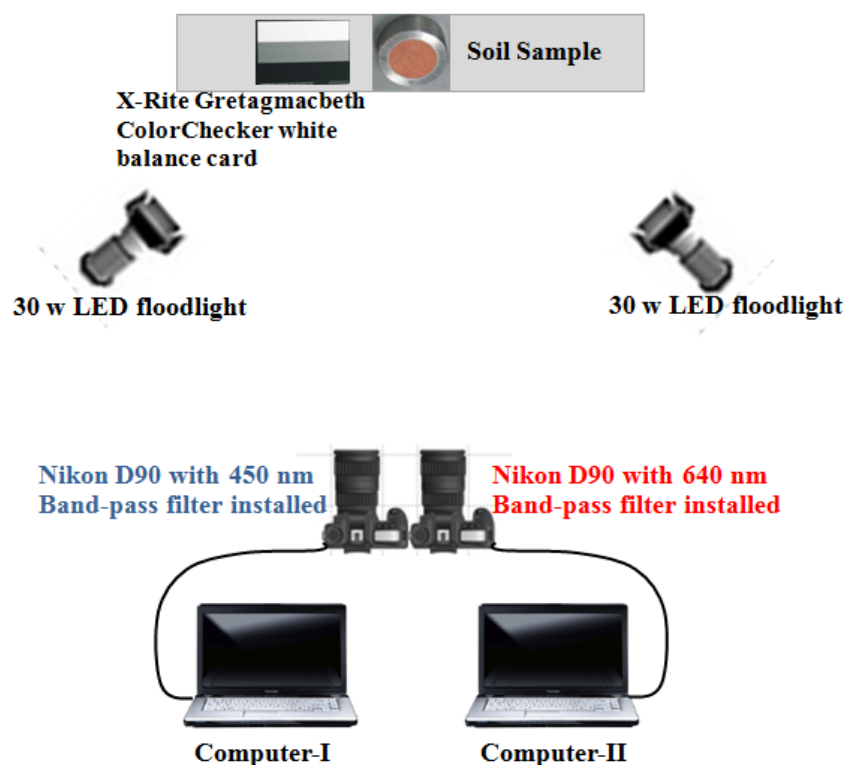 Soil Sample
X-Rite Gretagmacbeth
ColorChecker white
balance card
30 w LED floodlight
30 w LED floodlight
Nikon D90 with 450 nm
Band-pass filter installed
Nikon D90 with 640 nm
Band-pass filter installed
Computer-I
Computer-II